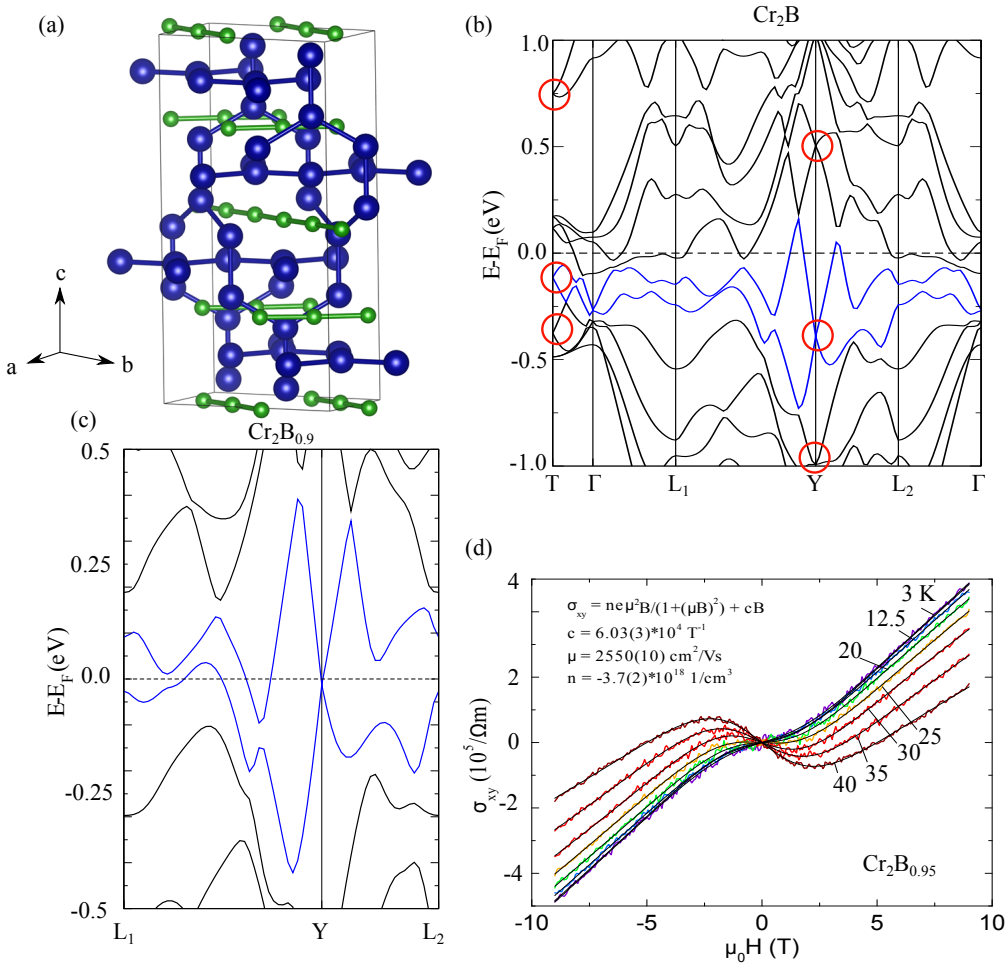 (a)
c
a
b
(b)
Cr₂B
E-E_F (eV)
1.0
0.5
0.0
-0.5
-1.0
T
Γ
L₁
Y
L₂
Γ
(c)
Cr₂B₀.₉
E-E_F (eV)
0.5
0.25
0.0
-0.25
-0.5
L₁
Y
L₂
(d)
σ_xy = neμ²B/(1+(μB)²) + cB
c = 6.03(3)*10⁴ T⁻¹
μ = 2550(10) cm²/Vs
n = -3.7(2)*10¹⁸ 1/cm³
3 K
12.5
20
25
30
35
40
Cr₂B₀.₉₅
σ_xy (10⁵/Ωm)
4
2
0
-2
-4
-10
-5
0
5
10
μ₀H (T)